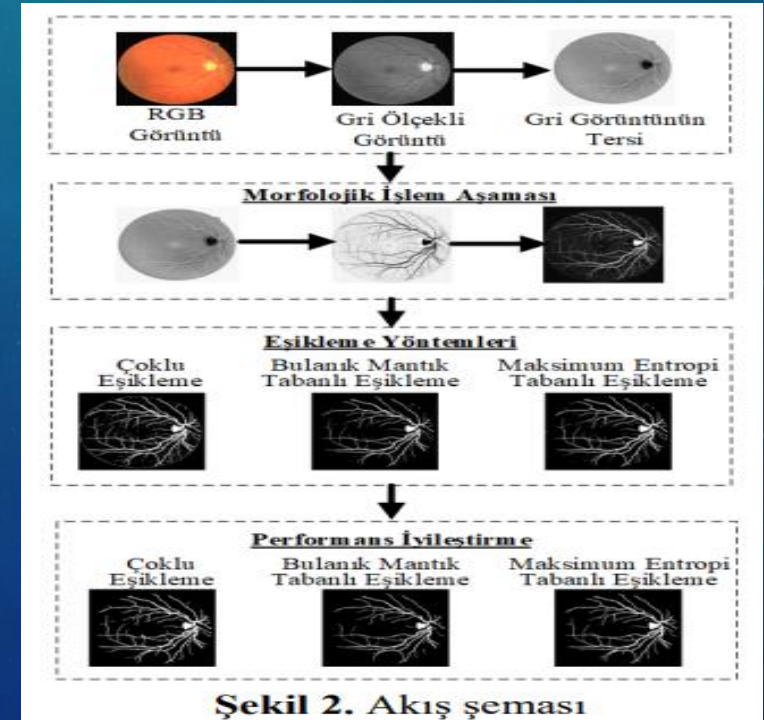 RGB
Görüntü
Gri Ölçekli
Görüntü
Gri Görüntünün
Tersi
Morfolojik İşlem Aşaması
Eşikleme Yöntemleri
Çoklu
Eşikleme
Bulanık Mantık
Tabanlı Eşikleme
Maksimum Entropi
Tabanlı Eşikleme
Performans İyileştirme
Çoklu
Eşikleme
Bulanık Mantık
Tabanlı Eşikleme
Maksimum Entropi
Tabanlı Eşikleme
Şekil 2. Akış şeması